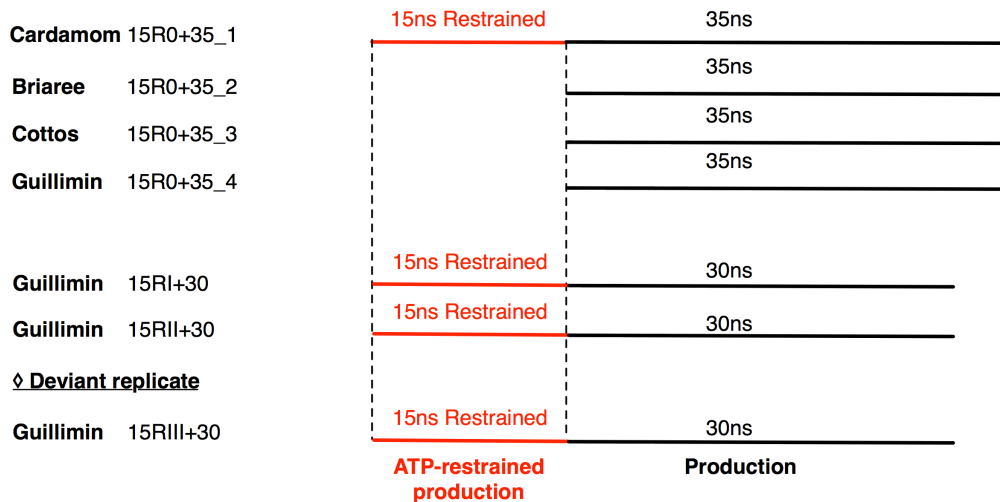 15ns Restrained 35ns
Cardamom 15R0+35_1
35ns
Briaree 15R0+35_2
35ns
Cottos 15R0+35_3
35ns
Guillimin 15R0+35_4
15ns Restrained 30ns
Guillimin 15RI+30
15ns Restrained 30ns
Guillimin 15RII+30
◊ Deviant replicate
15ns Restrained 30ns
Guillimin 15RIII+30
ATP-restrained Production
production